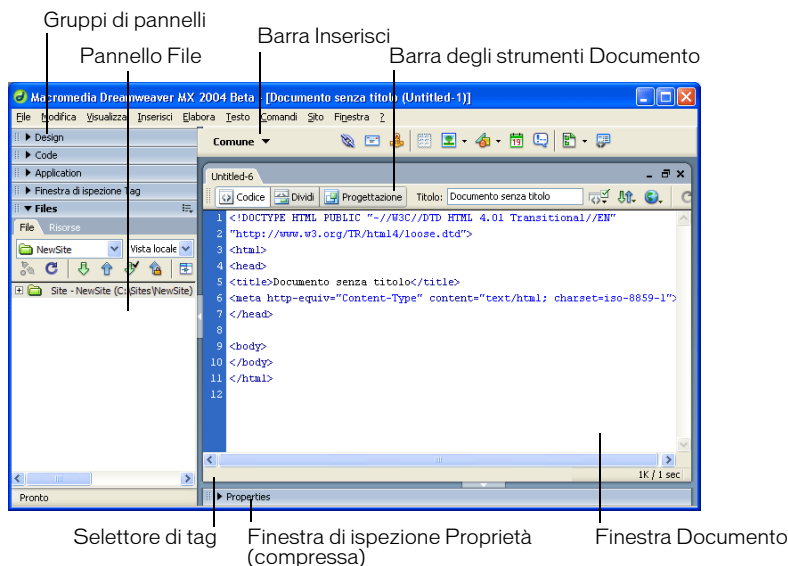 Gruppi di pannelli
Barra Inserisci
Pannello File
Barra degli strumenti Documento
Macromedia Dreamweaver MX 2004 Beta - [Documento senza titolo (Untitled-1)]
File Modifica Visualizza Inserisci Elabora Testo Comandi Sito Finestra ?
Design
Comune
Code
Application
Untitled-6
Finestra di ispezione Tag
Codice Dividi Progettazione Titolo: Documento senza titolo
Files
File Risorse
NewSite Vista locale
Site - NewSite (C:\Sites\NewSite)
1 <!DOCTYPE HTML PUBLIC "-//W3C//DTD HTML 4.01 Transitional//EN"
2 "http://www.w3.org/TR/html4/loose.dtd">
3 <html>
4 <head>
5 <title>Documento senza titolo</title>
6 <meta http-equiv="Content-Type" content="text/html; charset=iso-8859-1">
7 </head>
8
9 <body>
10 </body>
11 </html>
12
1K / 1 sec
Pronto
Properties
Selettore di tag
Finestra di ispezione Proprietà
(compressa)
Finestra Documento